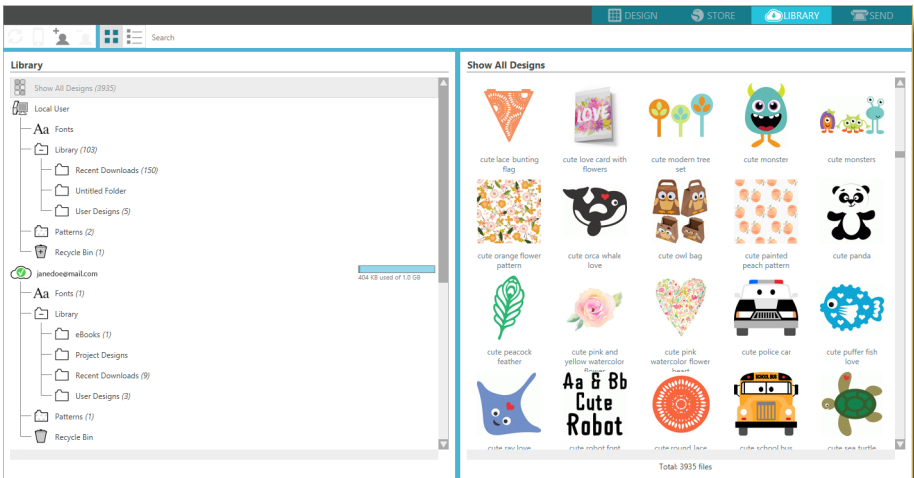 DESIGN
STORE
LIBRARY
SEND
Search
Library
Show All Designs (3935)
Local User
Aa Fonts
Library (103)
Recent Downloads (150)
Untitled Folder
User Designs (5)
Patterns (2)
Recycle Bin (1)
janedoe@mail.com
404 KB used of 1.0 GB
Aa Fonts (1)
Library
eBooks (1)
Project Designs
Recent Downloads (9)
User Designs (3)
Patterns (1)
Recycle Bin
Show All Designs
LOVE
cute lace bunting
flag
cute love card with
flowers
cute modern tree
set
cute monster
cute monsters
cute orange flower
pattern
cute orca whale
love
cute owl bag
cute painted
peach pattern
cute panda
cute peacock
feather
cute pink and
yellow watercolor
flower
cute pink
watercolor flower
heart
cute police car
cute puffer fish
love
Aa & Bb
Cute
Robot
SCHOOL BUS
cute ray love
cute robot font
cute round lace
cute school bus
cute sea turtle
Total: 3935 files